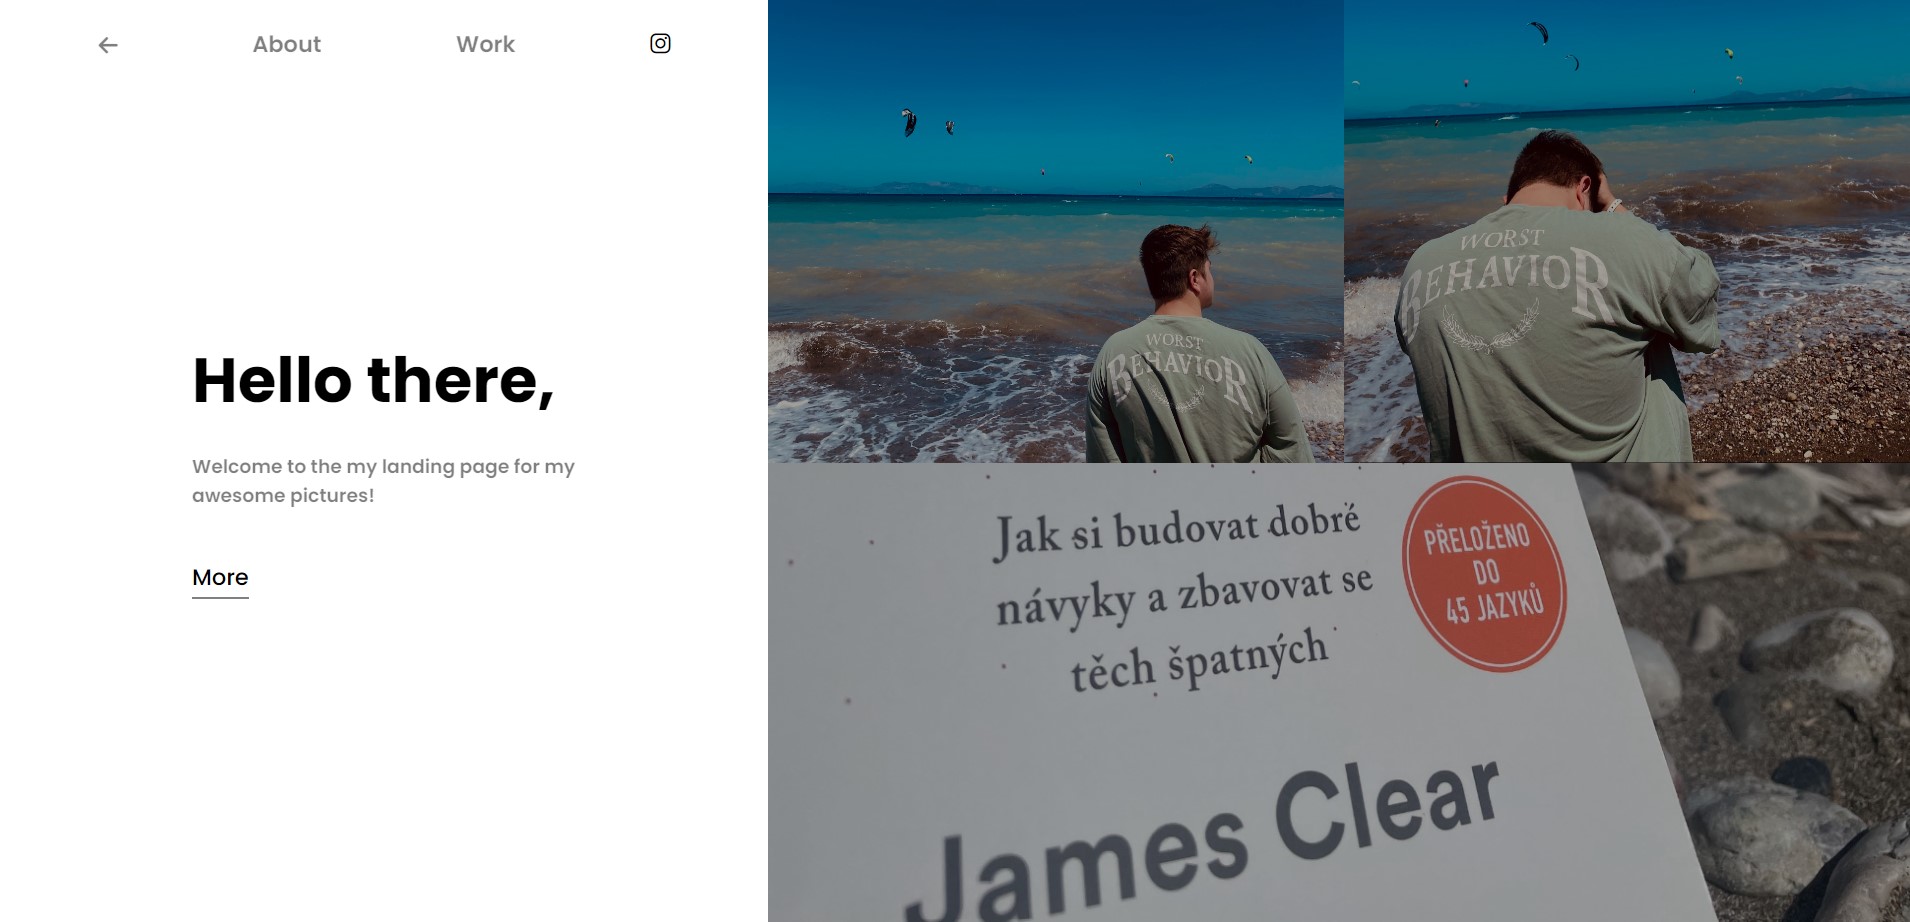 About
Work
Hello there,
Welcome to the my landing page for my
awesome pictures!
More
WORST
BEHAVIOR
WORST
BEHAVIOR
Jak si budovat dobré
návyky a zbavovat se
těch špatných
PŘELOŽENO
DO
45 JAZYKŮ
James Clear